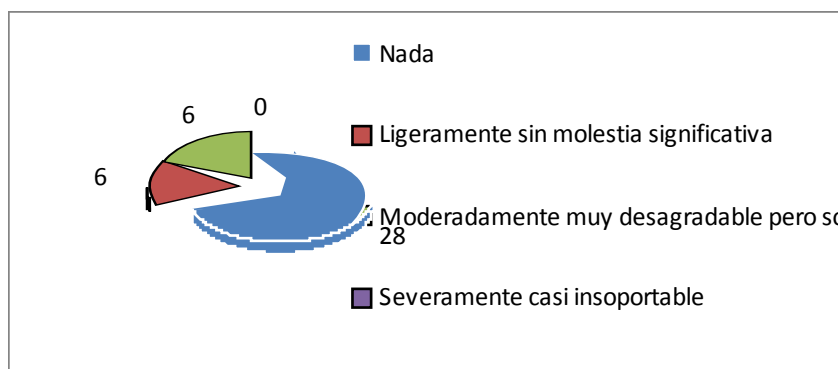 Nada
0
6
Ligeramente sin molestia significativa
6
Moderadamente muy desagradable pero so
28
Severamente casi insoportable